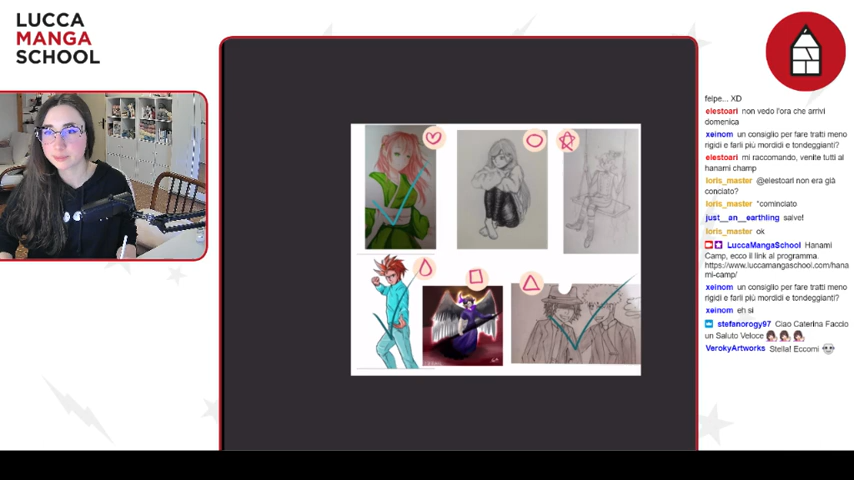 LUCCA
MANGA
SCHOOL
felpe... XD
elestoari non vedo l'ora che arrivi
domenica
xeinom un consiglio per fare tratti meno
rigidi e farli più morbidi e tondeggianti?
elestoari mi raccomando, venite tutti al
hanami champ
loris_master @elestoari non era già
conciato?
loris_master *cominciato
just__an__earthling salve!
loris_master ok
LuccaMangaSchool Hanami
Camp, ecco il link al programma.
https://www.luccamangaschool.com/hana
mi-camp/
xeinom un consiglio per fare tratti meno
rigidi e farli più morbidi e tondeggianti?
xeinom eh si
stefanorogy97 Ciao Caterina Faccio
un Saluto Veloce
VerokyArtworks Stella! Eccomi